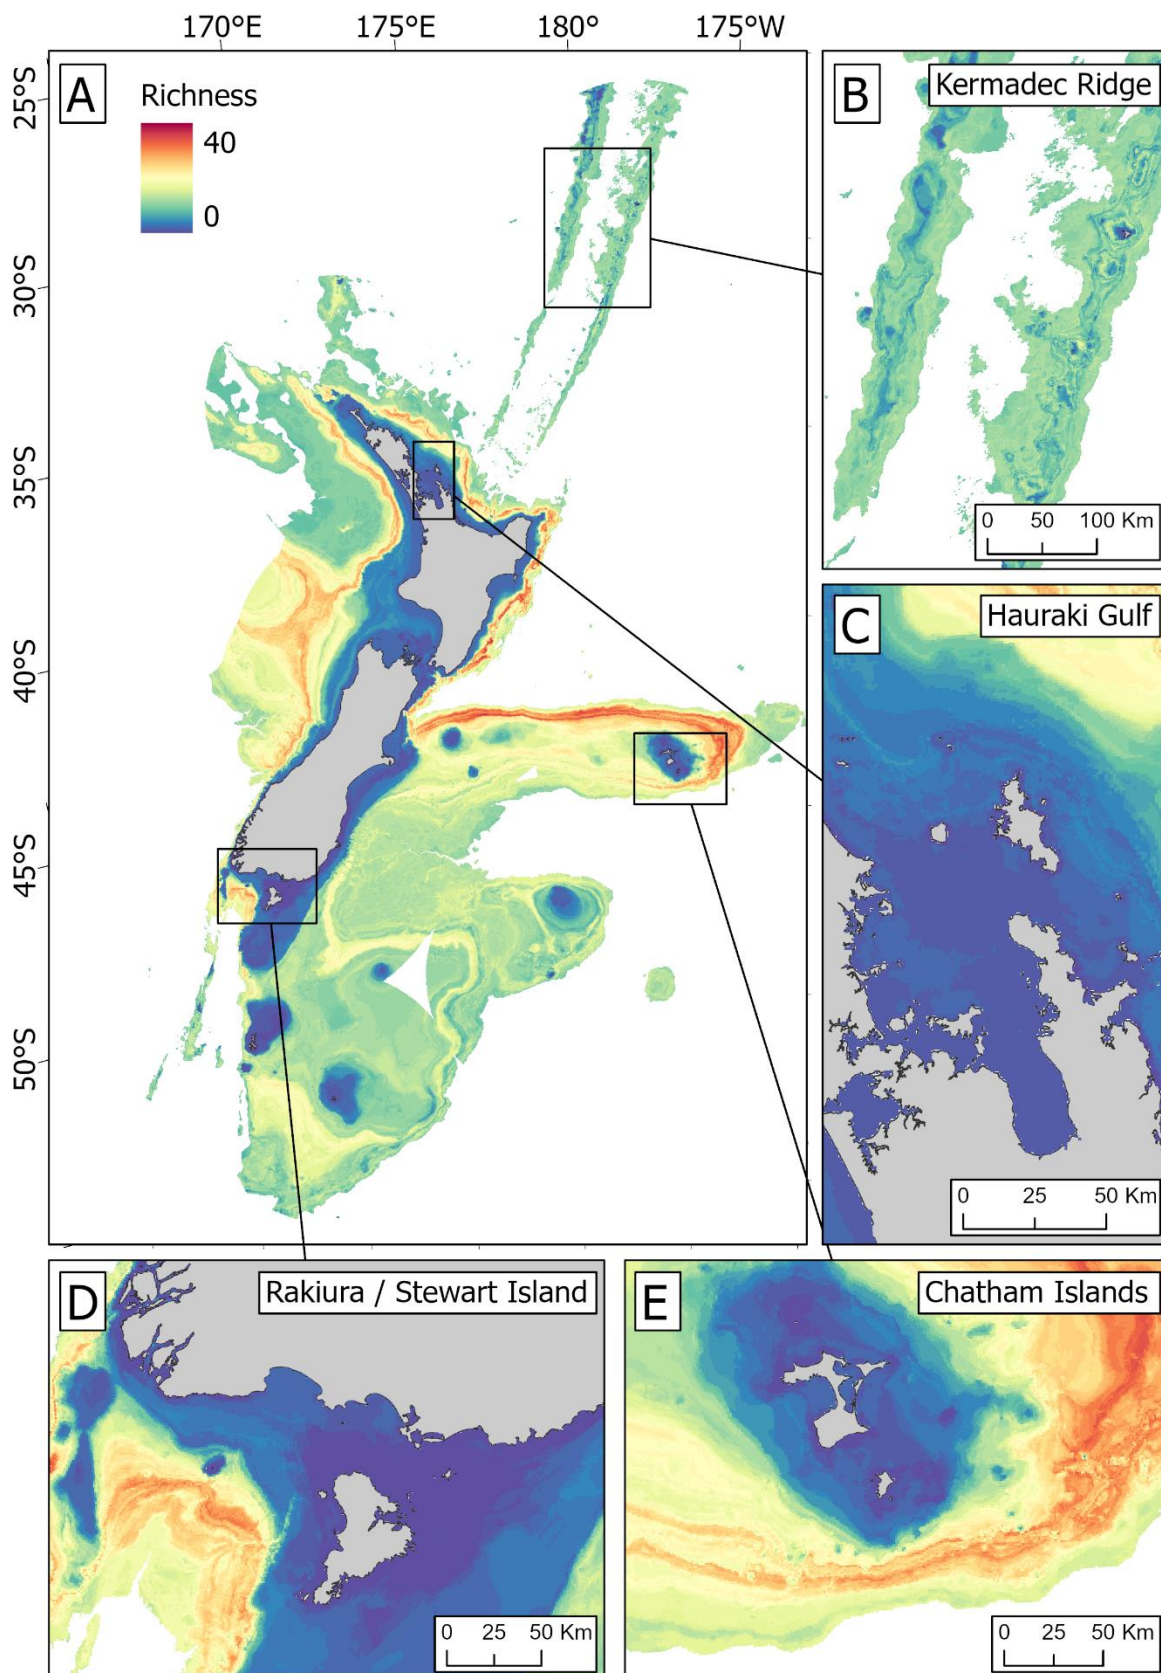 170°E 175°E 180° 175°W
A
Richness
40
0
25°S
30°S
35°S
40°S
45°S
50°S
B
Kermadec Ridge
0 50 100 Km
C
Hauraki Gulf
0 25 50 Km
D
Rakiura / Stewart Island
0 25 50 Km
E
Chatham Islands
0 25 50 Km